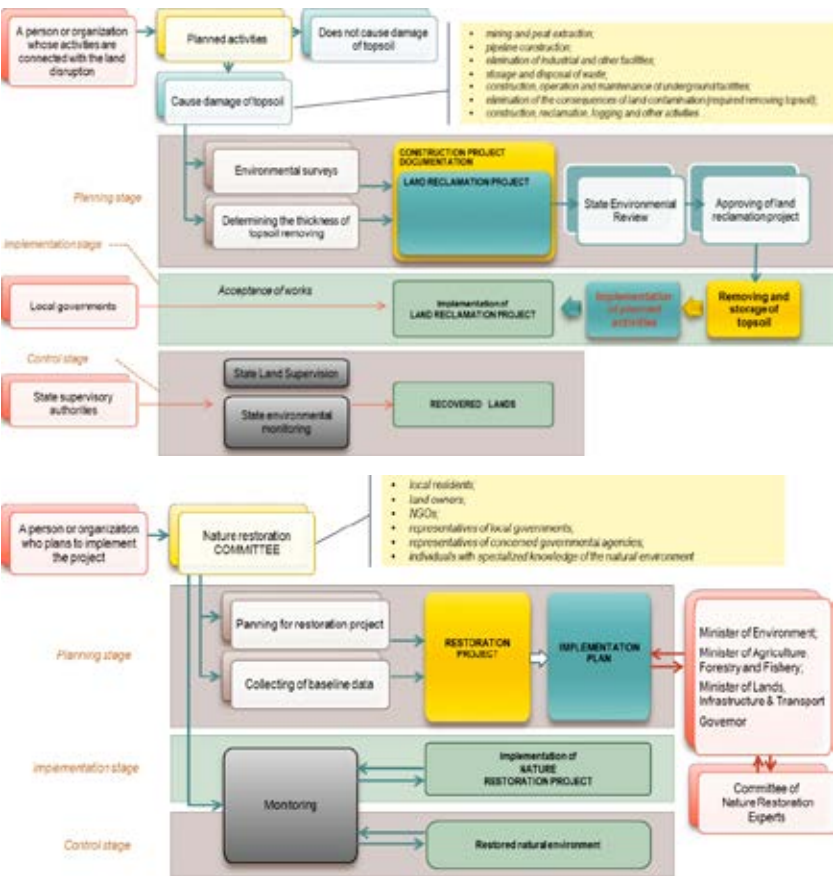 A person or organization
whose activities are
connected with the land
disruption
Planned activities
Does not cause damage of
topsoil
• mining and peat extraction;
• pipeline construction;
• elimination of industrial and other facilities;
• storage and disposal of waste;
• construction, operation and maintenance of underground facilities;
• elimination of the consequences of land contamination (required removing topsoil);
• construction, reclamation, logging and other activities
Cause damage of topsoil
Planning stage
Environmental surveys
Determining the thickness of
topsoil removing
CONSTRUCTION PROJECT
DOCUMENTATION
LAND RECLAMATION PROJECT
State Environmental
Review
Approving of land
reclamation project
Implementation stage
Local governments
Acceptance of works
Implementation of
LAND RECLAMATION PROJECT
Implementation
of planned
activities
Removing and
storage of
topsoil
Control stage
State supervisory
authorities
State Land Supervision
State environmental
monitoring
RECOVERED LANDS
A person or organization
who plans to implement
the project
Nature restoration
COMMITTEE
• local residents;
• land owners;
• NGOs;
• representatives of local governments;
• representatives of concerned governmental agencies;
• individuals with specialized knowledge of the natural environment
Planning stage
Panning for restoration project
Collecting of baseline data
RESTORATION
PROJECT
IMPLEMENTATION
PLAN
Minister of Environment;
Minister of Agriculture,
Forestry and Fishery;
Minister of Lands,
Infrastructure & Transport
Governor
Implementation stage
Monitoring
Implementation of
NATURE
RESTORATION PROJECT
Committee of
Nature Restoration
Experts
Control stage
Restored natural environment